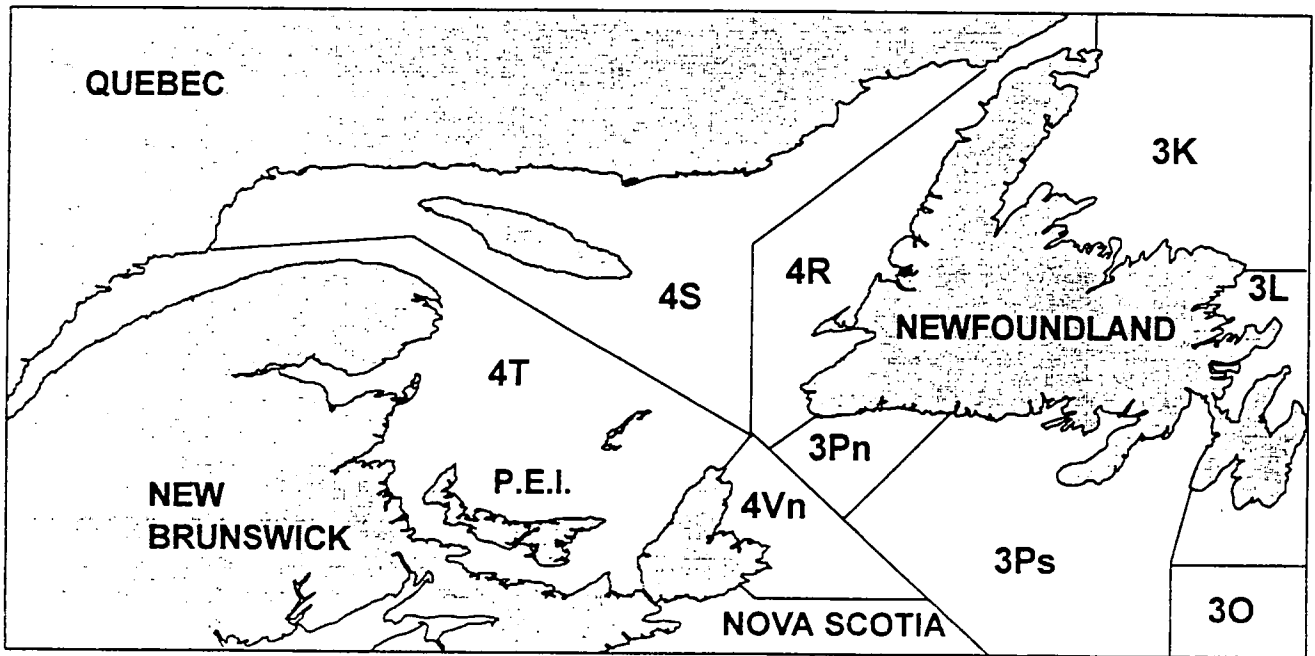 QUEBEC
3K
4S
4R
3L
NEWFOUNDLAND
4T
3Pn
P.E.I.
NEW
BRUNSWICK
4Vn
3Ps
NOVA SCOTIA
3O